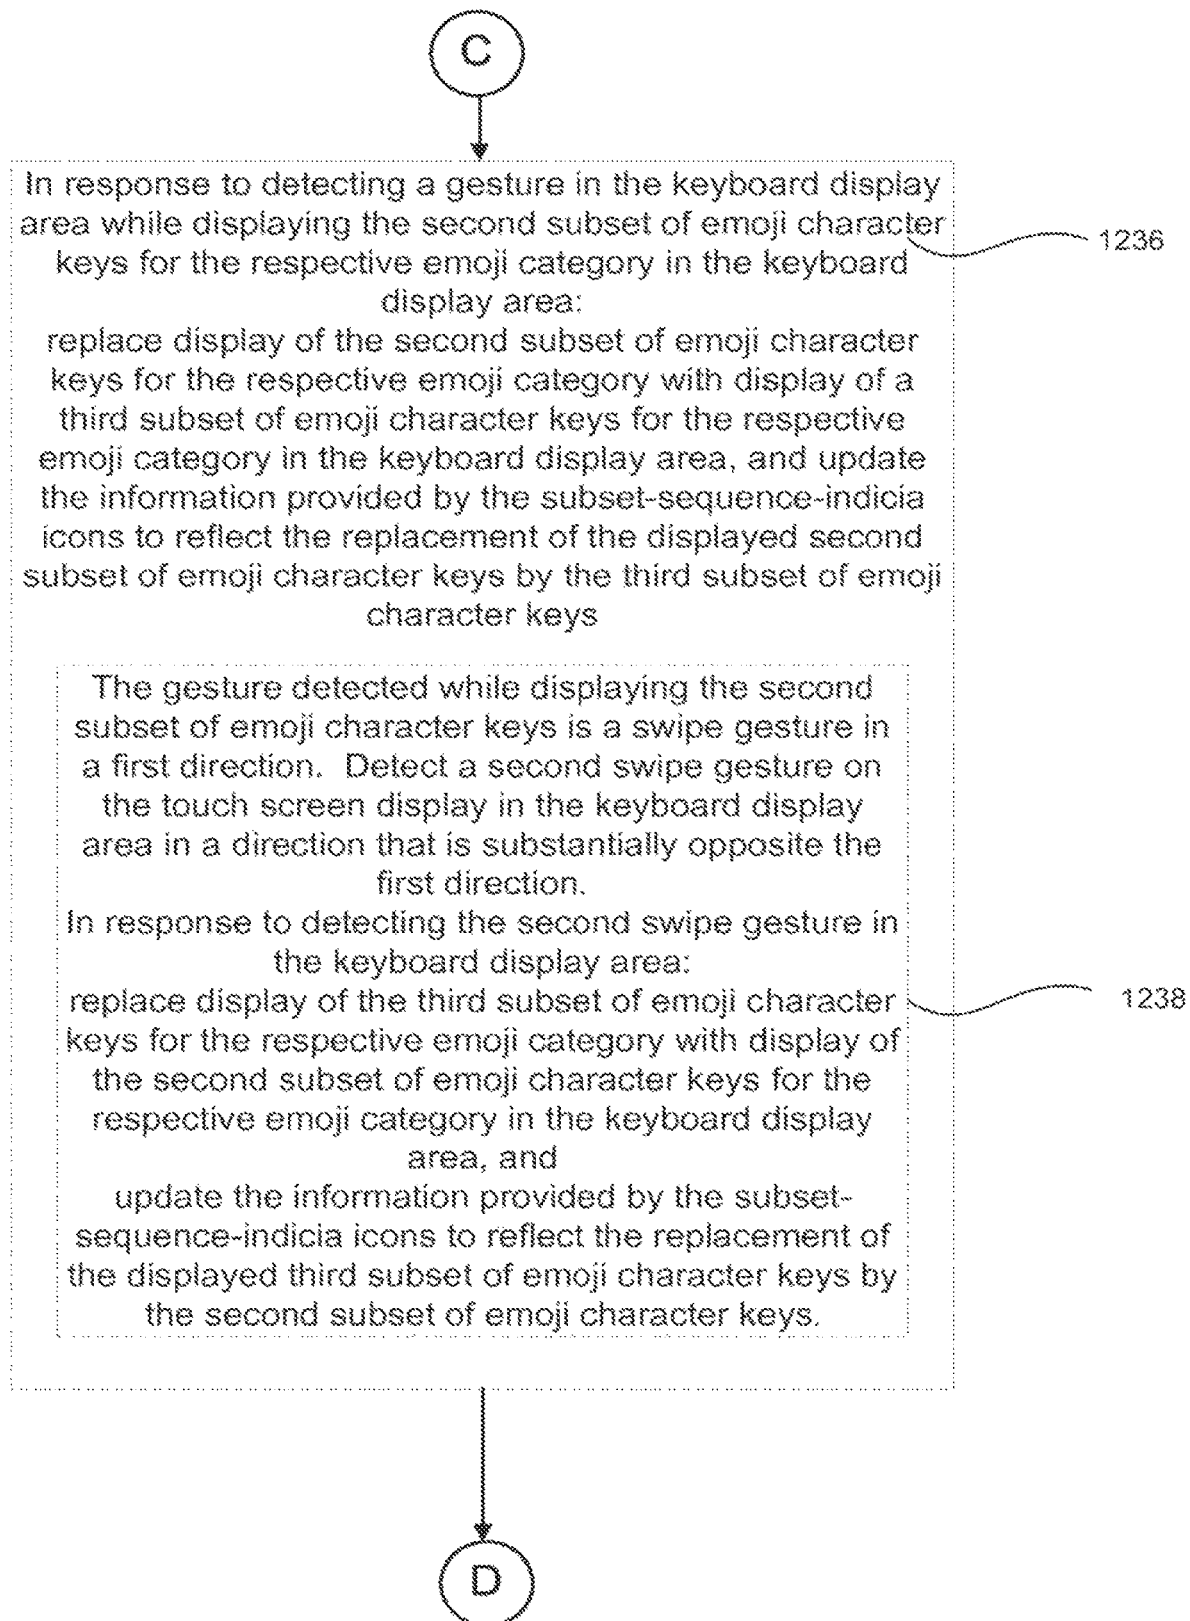 C
In response to detecting a gesture in the keyboard display
area while displaying the second subset of emoji character
keys for the respective emoji category in the keyboard
display area:
replace display of the second subset of emoji character
keys for the respective emoji category with display of a
third subset of emoji character keys for the respective
emoji category in the keyboard display area, and update
the information provided by the subset-sequence-indicia
icons to reflect the replacement of the displayed second
subset of emoji character keys by the third subset of emoji
character keys
1236
The gesture detected while displaying the second
subset of emoji character keys is a swipe gesture in
a first direction. Detect a second swipe gesture on
the touch screen display in the keyboard display
area in a direction that is substantially opposite the
first direction.
In response to detecting the second swipe gesture in
the keyboard display area:
replace display of the third subset of emoji character
keys for the respective emoji category with display of
the second subset of emoji character keys for the
respective emoji category in the keyboard display
area, and
update the information provided by the subset-
sequence-indicia icons to reflect the replacement of
the displayed third subset of emoji character keys by
the second subset of emoji character keys.
1238
D